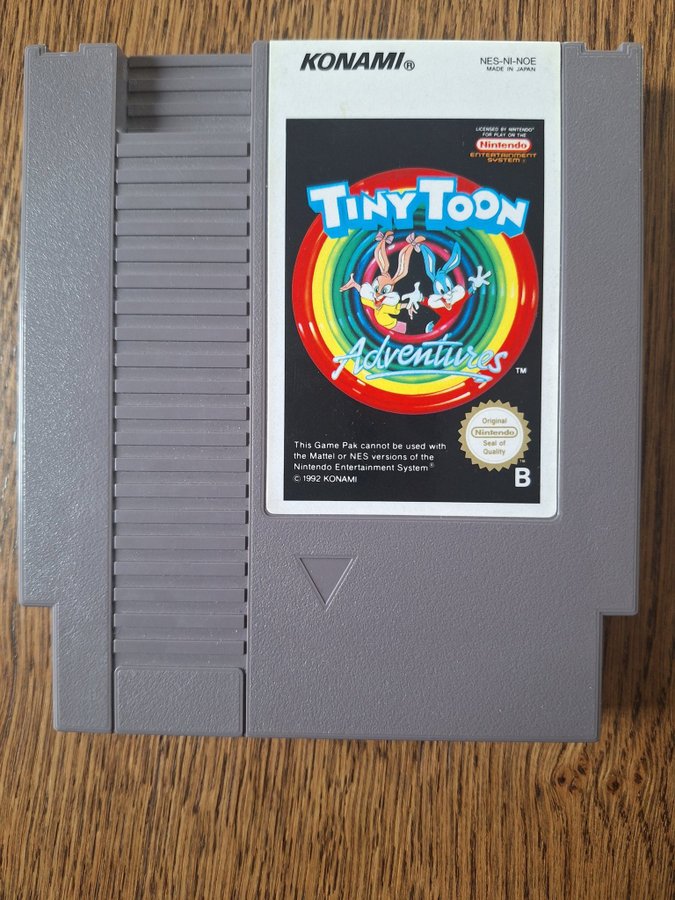 KONAMI®
NES-NI-NOE
MADE IN JAPAN
LICENSED BY NINTENDO®
FOR PLAY ON THE
Nintendo
ENTERTAINMENT
SYSTEM
TINY TOON
Adventures™
Original
Nintendo
Seal of
Quality
™
This Game Pak cannot be used with
the Mattel or NES versions of the
Nintendo Entertainment System®
© 1992 KONAMI
B